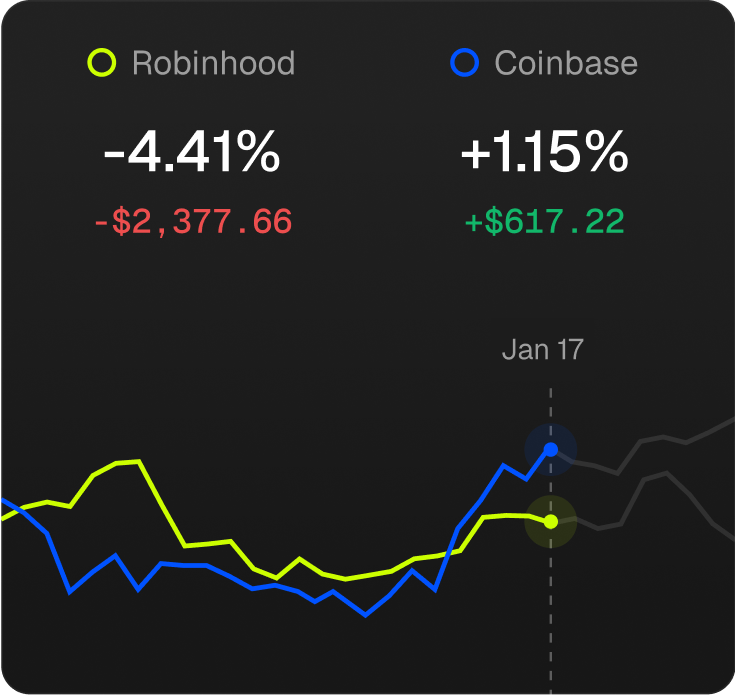 Robinhood
Coinbase
-4.41%
+1.15%
-$2,377.66
+$617.22
Jan 17